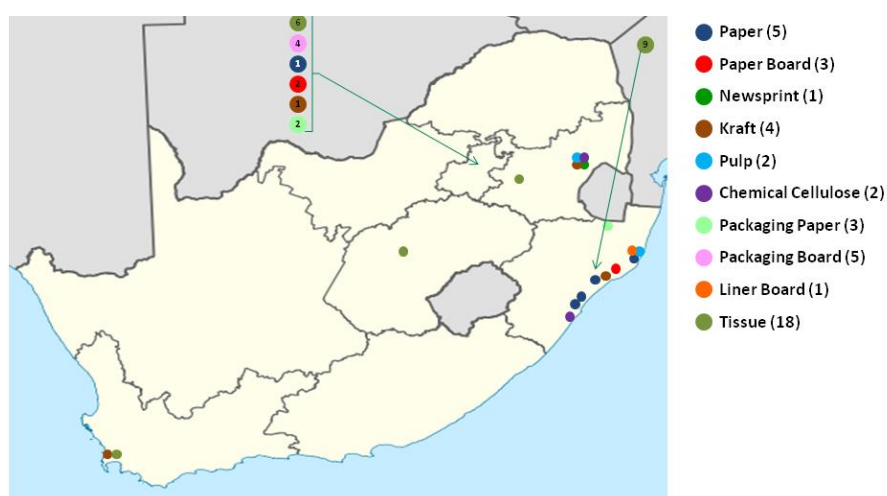 6
4
1
2
1
2
9
Paper (5)
Paper Board (3)
Newsprint (1)
Kraft (4)
Pulp (2)
Chemical Cellulose (2)
Packaging Paper (3)
Packaging Board (5)
Liner Board (1)
Tissue (18)